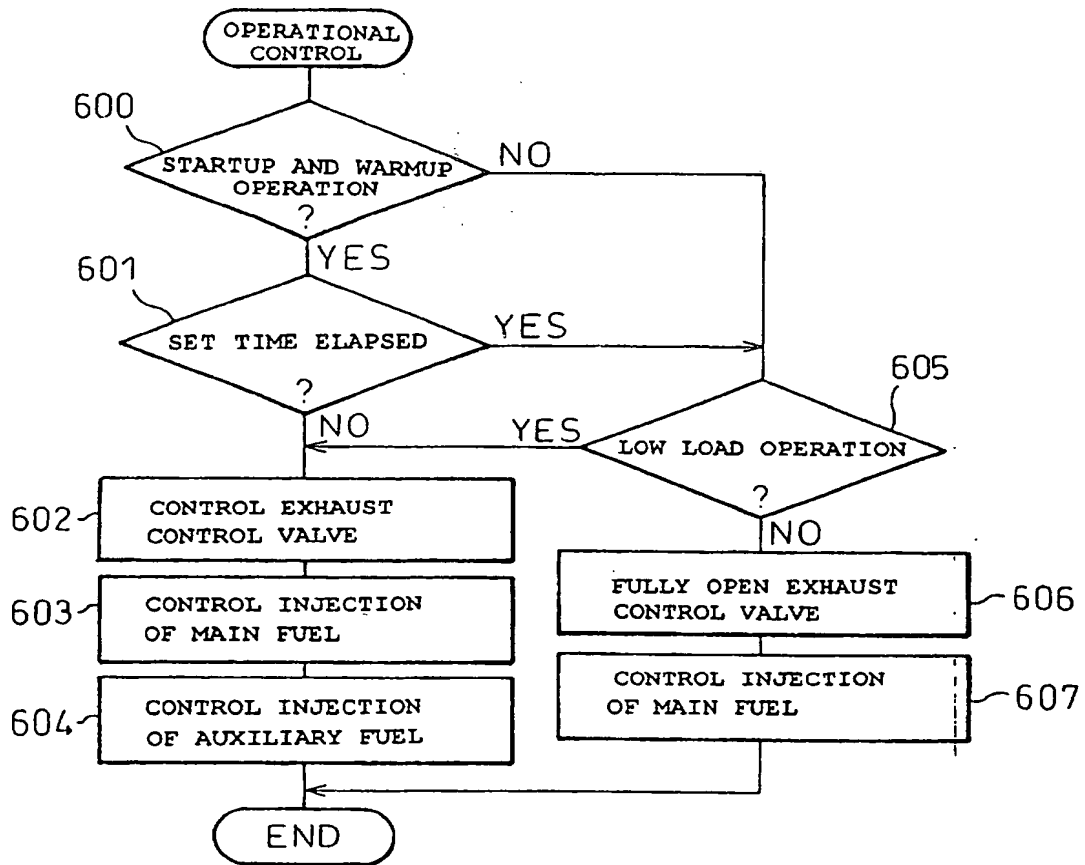 OPERATIONAL
CONTROL
600
STARTUP AND WARMUP
OPERATION
?
NO
YES
601
SET TIME ELAPSED
?
YES
NO
605
LOW LOAD OPERATION
?
YES
NO
602
CONTROL EXHAUST
CONTROL VALVE
603
CONTROL INJECTION
OF MAIN FUEL
604
CONTROL INJECTION
OF AUXILIARY FUEL
FULLY OPEN EXHAUST
CONTROL VALVE
606
CONTROL INJECTION
OF MAIN FUEL
607
END